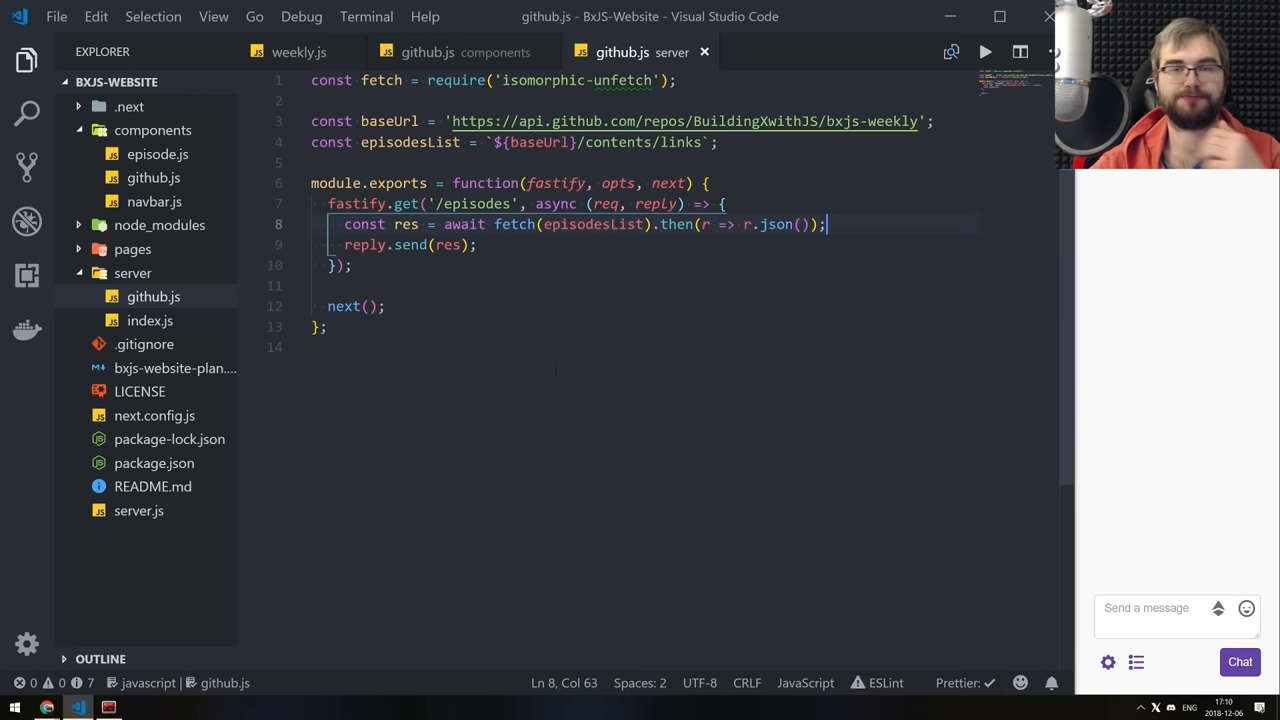 File Edit Selection View Go Debug Terminal Help github.js - BxJS-Website - Visual Studio Code
EXPLORER
weekly.js github.js components github.js server
BXJS-WEBSITE
.next
components
episode.js
github.js
navbar.js
node_modules
pages
server
github.js
index.js
.gitignore
bxjs-website-plan....
LICENSE
next.config.js
package-lock.json
package.json
README.md
server.js
OUTLINE
1 const fetch = require('isomorphic-unfetch');
2
3 const baseUrl = 'https://api.github.com/repos/BuildingXwithJS/bxjs-weekly';
4 const episodesList = `${baseUrl}/contents/links`;
5
6 module.exports = function(fastify, opts, next) {
7 fastify.get('/episodes', async (req, reply) => {
8 const res = await fetch(episodesList).then(r => r.json());
9 reply.send(res);
10 });
11
12 next();
13 };
14
Send a message
Chat
0 0 7 javascript | github.js Ln 8, Col 63 Spaces: 2 UTF-8 CRLF JavaScript ESLint Prettier: ✓
ENG 17:10
2018-12-06